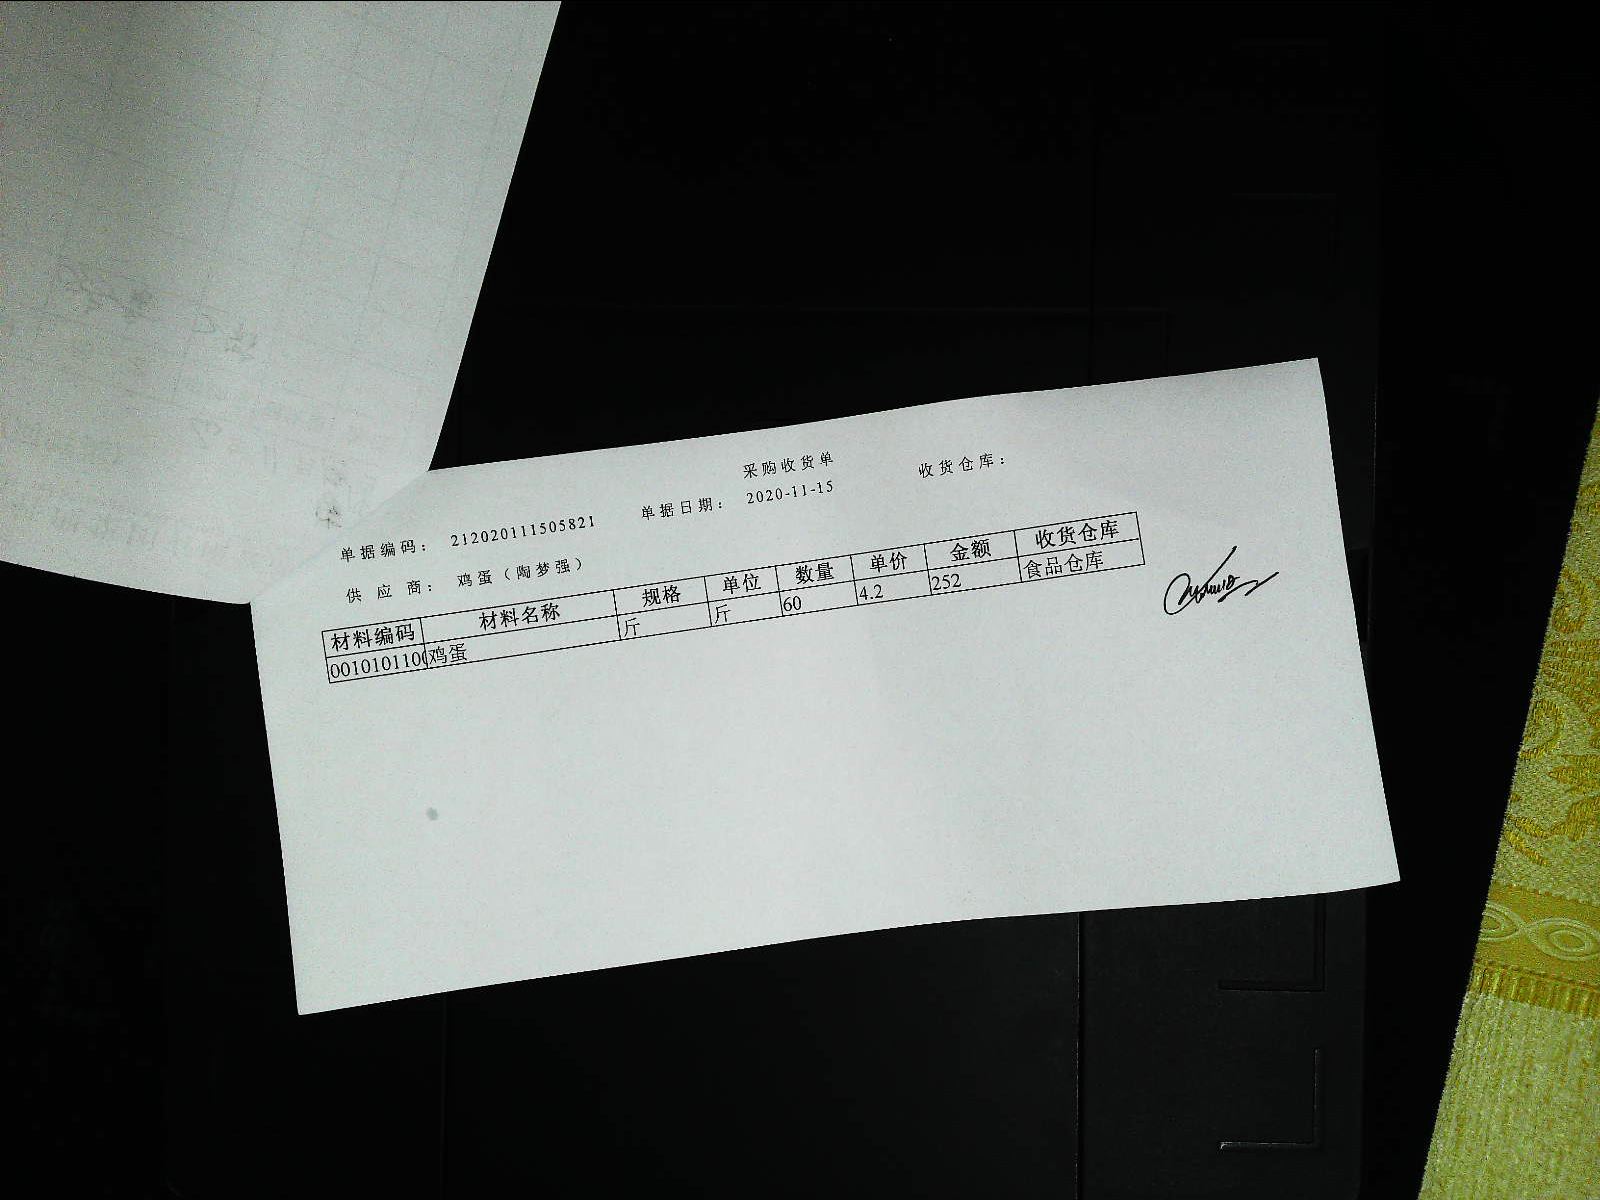 采购收货单
单据编码： 212020111505821 单据日期： 2020-11-15 收货仓库：
供 应 商： 鸡蛋（陶梦强）
材料编码 材料名称 规格 单位 数量 单价 金额 收货仓库
0010101100 鸡蛋 斤 斤 60 4.2 252 食品仓库